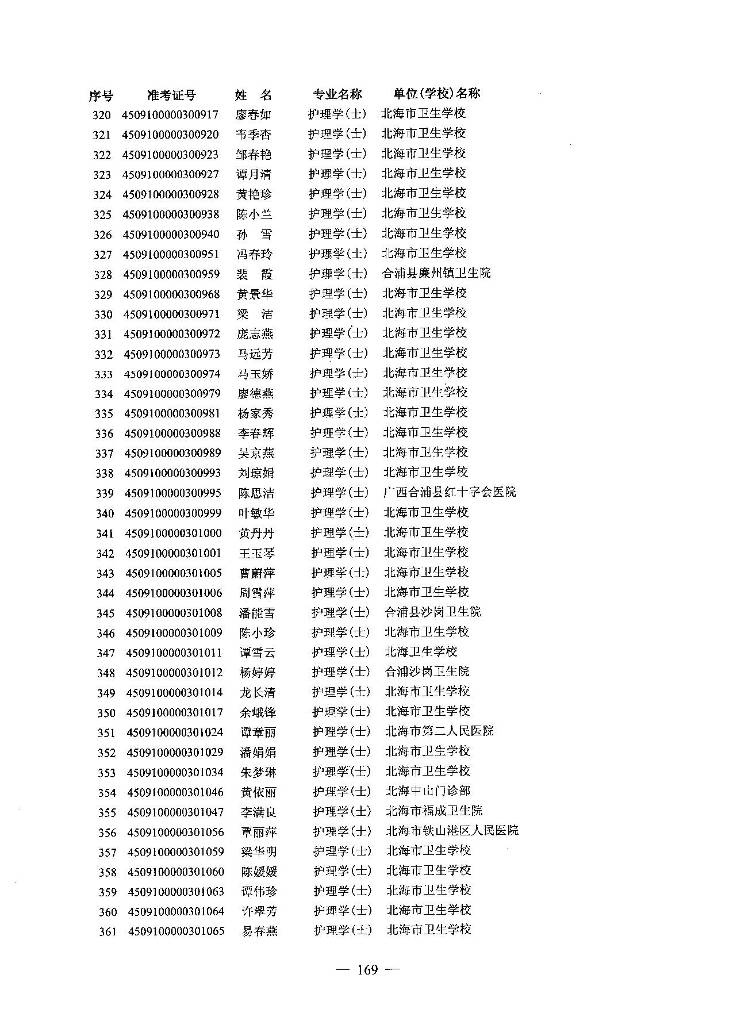 序号 准考证号 姓 名 专业名称 单位(学校)名称
320 4509100000300917 廖春如 护理学(士) 北海市卫生学校
321 4509100000300920 韦季杏 护理学(士) 北海市卫生学校
322 4509100000300923 邹春艳 护理学(士) 北海市卫生学校
323 4509100000300927 谭月清 护理学(士) 北海市卫生学校
324 4509100000300928 黄艳珍 护理学(士) 北海市卫生学校
325 4509100000300938 陈小兰 护理学(士) 北海市卫生学校
326 4509100000300940 孙 雪 护理学(士) 北海市卫生学校
327 4509100000300951 冯春玲 护理学(士) 北海市卫生学校
328 4509100000300959 裴 霞 护理学(士) 合浦县廉州镇卫生院
329 4509100000300968 黄景华 护理学(士) 北海市卫生学校
330 4509100000300971 梁 洁 护理学(士) 北海市卫生学校
331 4509100000300972 庞志燕 护理学(士) 北海市卫生学校
332 4509100000300973 马远芳 护理学(士) 北海市卫生学校
333 4509100000300974 马玉娇 护理学(士) 北海市卫生学校
334 4509100000300979 廖德燕 护理学(士) 北海市卫生学校
335 4509100000300981 杨家秀 护理学(士) 北海市卫生学校
336 4509100000300988 李春辉 护理学(士) 北海市卫生学校
337 4509100000300989 吴京燕 护理学(士) 北海市卫生学校
338 4509100000300993 刘琼娟 护理学(士) 北海市卫生学校
339 4509100000300995 陈思洁 护理学(士) 广西合浦县红十字会医院
340 4509100000300999 叶敏华 护理学(士) 北海市卫生学校
341 4509100000301000 黄丹丹 护理学(士) 北海市卫生学校
342 4509100000301001 王玉琴 护理学(士) 北海市卫生学校
343 4509100000301005 曹蔚萍 护理学(士) 北海市卫生学校
344 4509100000301006 周雪萍 护理学(士) 北海市卫生学校
345 4509100000301008 潘能雪 护理学(士) 合浦县沙岗卫生院
346 4509100000301009 陈小珍 护理学(士) 北海市卫生学校
347 4509100000301011 谭雪云 护理学(士) 北海卫生学校
348 4509100000301012 杨婷婷 护理学(士) 合浦沙岗卫生院
349 4509100000301014 龙长清 护理学(士) 北海市卫生学校
350 4509100000301017 余峨锋 护理学(士) 北海市卫生学校
351 4509100000301024 谭章丽 护理学(士) 北海市第二人民医院
352 4509100000301029 潘娟娟 护理学(士) 北海市卫生学校
353 4509100000301034 朱梦琳 护理学(士) 北海市卫生学校
354 4509100000301046 黄依丽 护理学(士) 北海中山门诊部
355 4509100000301047 李满良 护理学(士) 北海市福成卫生院
356 4509100000301056 覃丽萍 护理学(士) 北海市铁山港区人民医院
357 4509100000301059 梁华明 护理学(士) 北海市卫生学校
358 4509100000301060 陈媛媛 护理学(士) 北海市卫生学校
359 4509100000301063 谭伟珍 护理学(士) 北海市卫生学校
360 4509100000301064 许翠芳 护理学(士) 北海市卫生学校
361 4509100000301065 易春燕 护理学(士) 北海市卫生学校
— 169 —